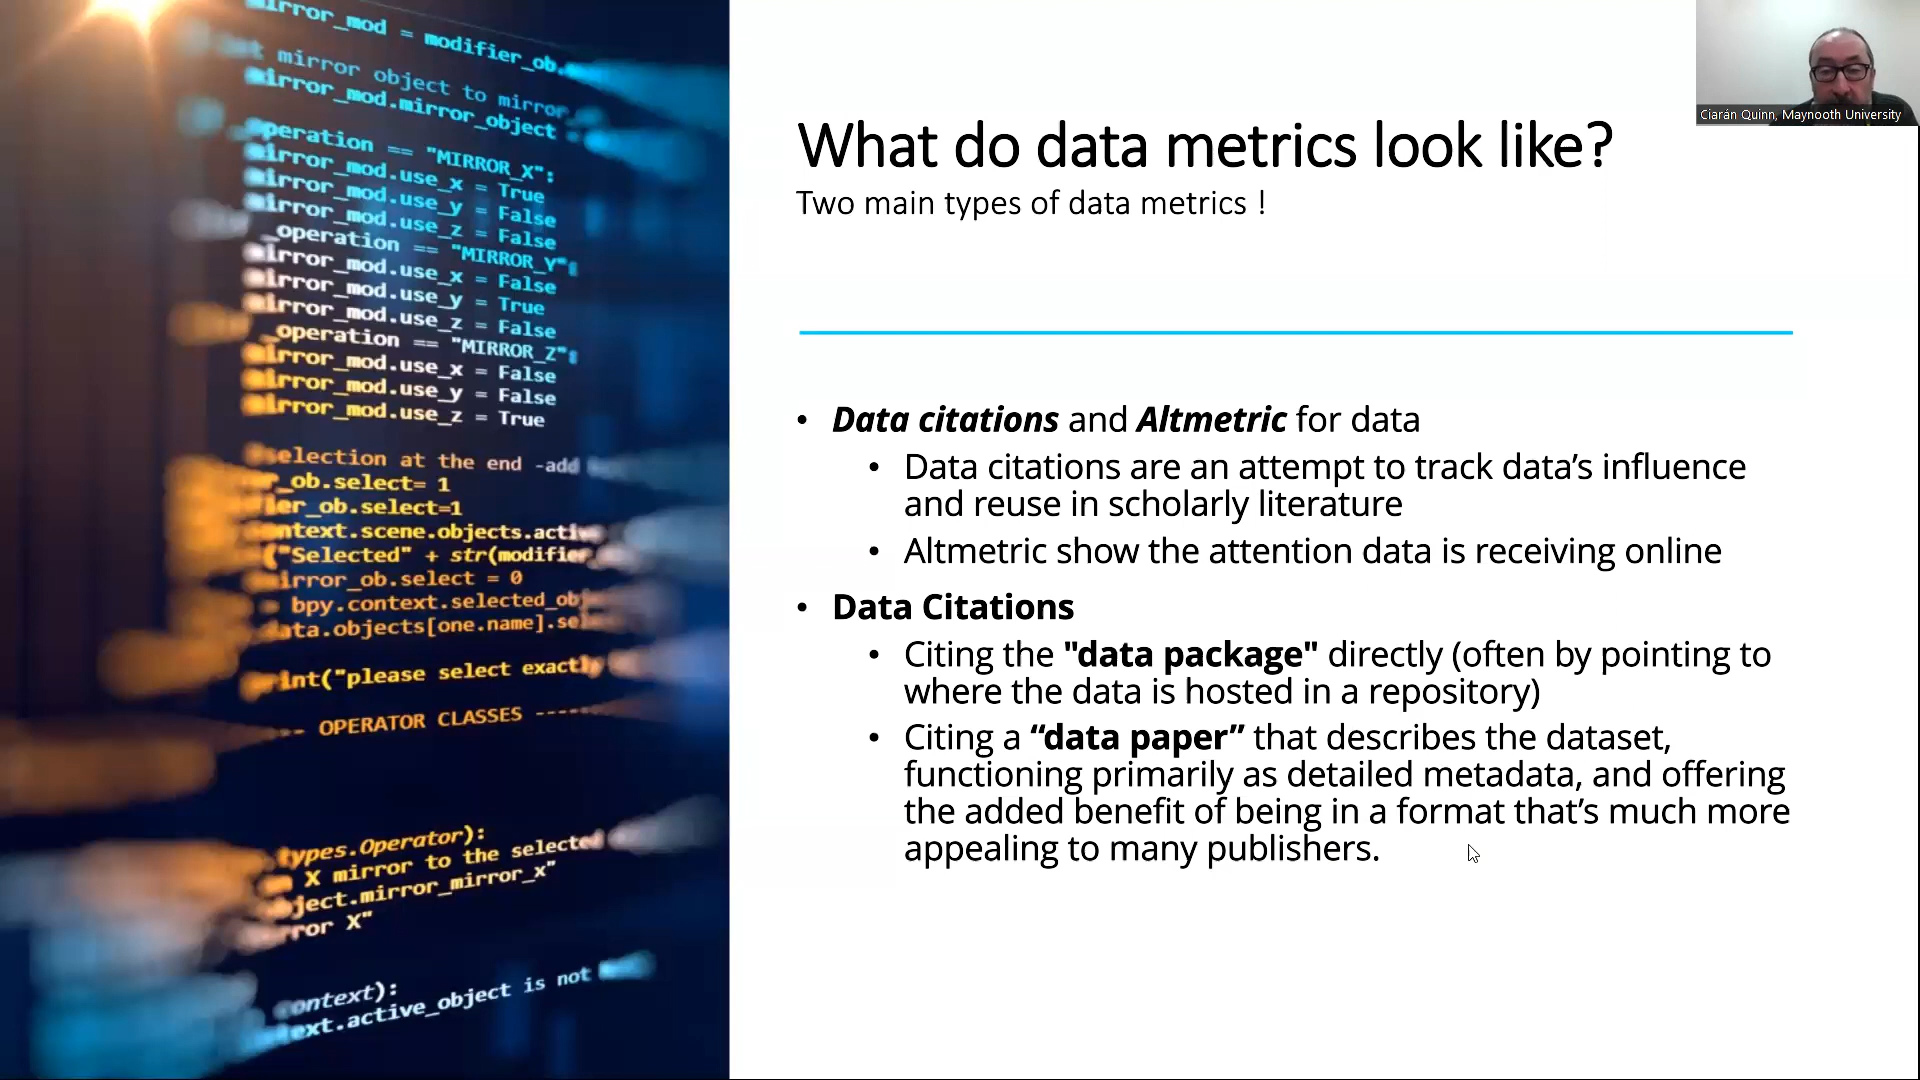 mirror_mod = modifier_ob.
mirror object to mirror
mirror_mod.mirror_object
operation == "MIRROR_X":
mirror_mod.use_x = True
mirror_mod.use_y = False
mirror_mod.use_z = False
_operation == "MIRROR_Y":
mirror_mod.use_x = False
mirror_mod.use_y = True
mirror_mod.use_z = False
_operation == "MIRROR_Z":
mirror_mod.use_x = False
mirror_mod.use_y = False
mirror_mod.use_z = True
selection at the end -add
_ob.select= 1
er_ob.select=1
ntext.scene.objects.acti
("Selected" + str(modifier
irror_ob.select = 0
bpy.context.selected_ob
ata.objects[one.name].se
int("please select exactl
-- OPERATOR CLASSES ----
types.Operator):
X mirror to the selected
ject.mirror_mirror_x"
ror X"
ontext):
ext.active_object is not
What do data metrics look like?
Two main types of data metrics !
• Data citations and Altmetric for data
• Data citations are an attempt to track data’s influence
and reuse in scholarly literature
• Altmetric show the attention data is receiving online
• Data Citations
• Citing the "data package" directly (often by pointing to
where the data is hosted in a repository)
• Citing a “data paper” that describes the dataset,
functioning primarily as detailed metadata, and offering
the added benefit of being in a format that’s much more
appealing to many publishers.
Ciarán Quinn, Maynooth University